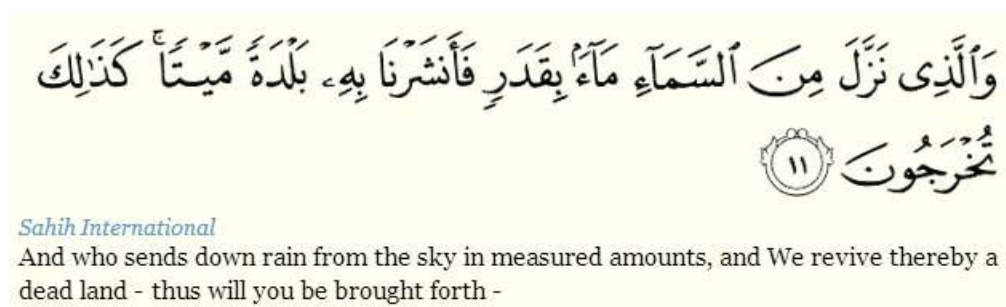 وَٱلَّذِى نَزَّلَ مِنَ ٱلسَّمَآءِ مَآءًۢ بِقَدَرٍ فَأَنشَرْنَا بِهِۦ بَلْدَةً مَّيْتًا ۚ كَذَٰلِكَ
تُخْرَجُونَ ١١
Sahih International
And who sends down rain from the sky in measured amounts, and We revive thereby a
dead land - thus will you be brought forth -